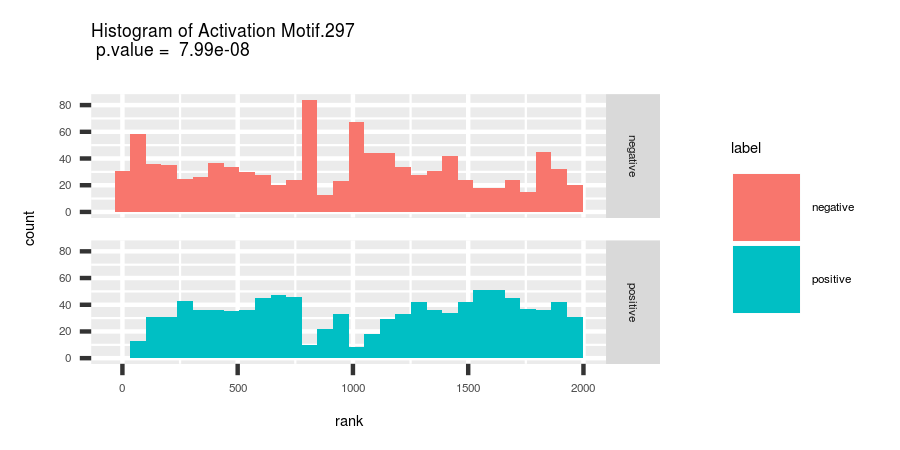 Histogram of Activation Motif.297
p.value = 7.99e-08
80
60
40
20
0
negative
80
60
40
20
0
positive
0 500 1000 1500 2000
rank
count
label
negative
positive